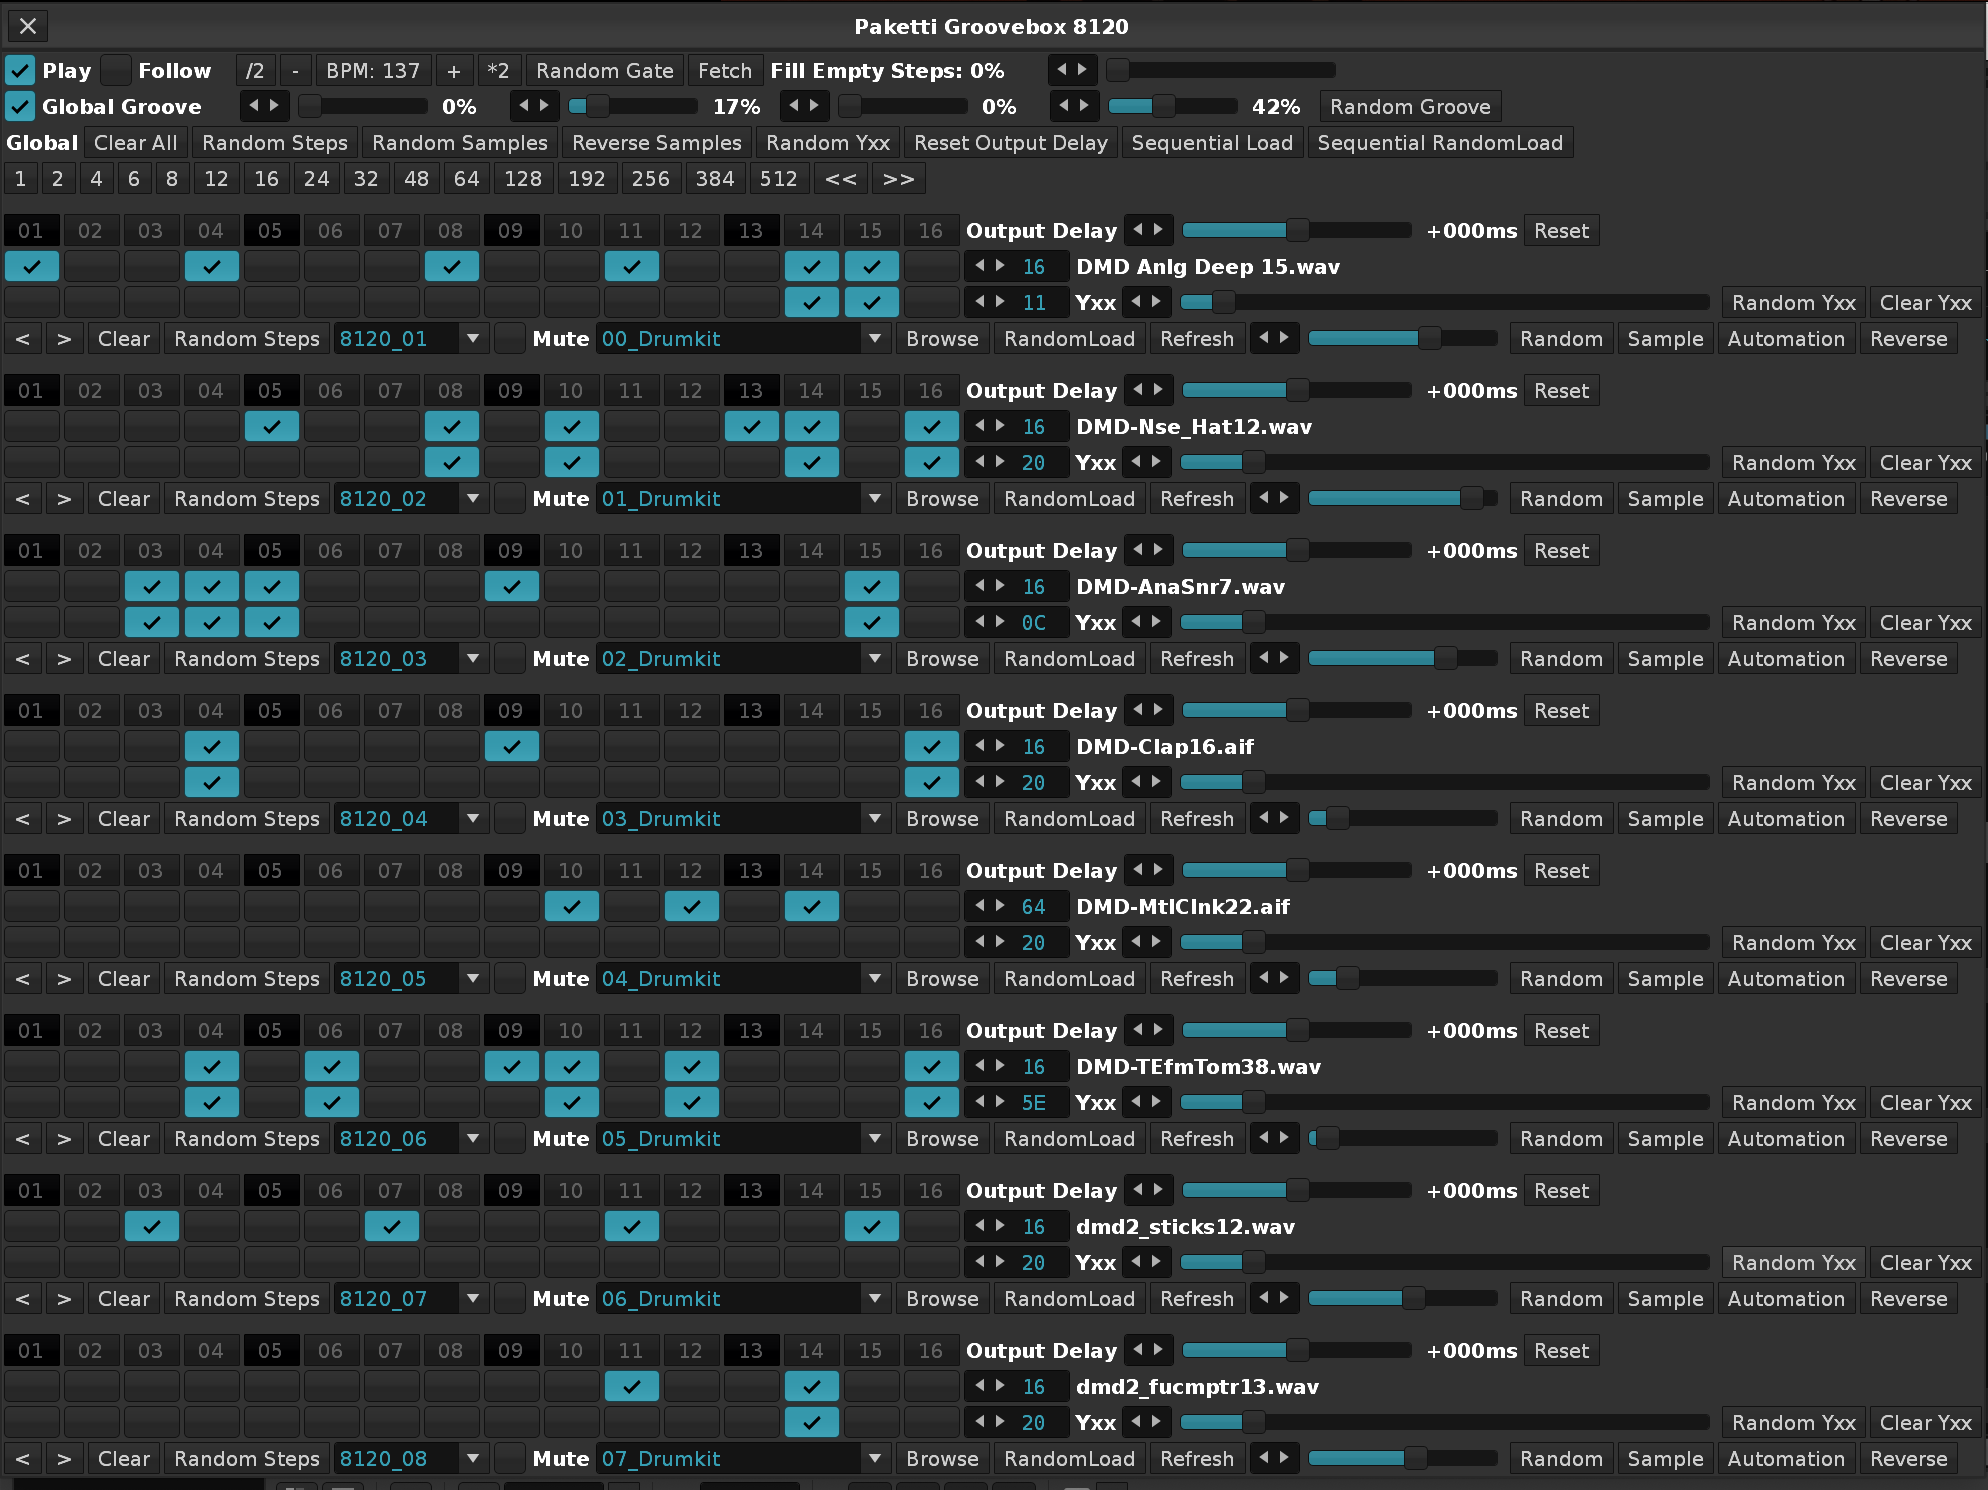 Paketti Groovebox 8120
Play Follow /2 - BPM: 137 + *2 Random Gate Fetch Fill Empty Steps: 0%
Global Groove 0% 17% 0% 42% Random Groove
Global Clear All Random Steps Random Samples Reverse Samples Random Yxx Reset Output Delay Sequential Load Sequential RandomLoad
1 2 4 6 8 12 16 24 32 48 64 128 192 256 384 512 << >>
01 02 03 04 05 06 07 08 09 10 11 12 13 14 15 16 Output Delay +000ms Reset
16 DMD Anlg Deep 15.wav
11 Yxx Random Yxx Clear Yxx
< > Clear Random Steps 8120_01 Mute 00_Drumkit Browse RandomLoad Refresh Random Sample Automation Reverse
01 02 03 04 05 06 07 08 09 10 11 12 13 14 15 16 Output Delay +000ms Reset
16 DMD-Nse_Hat12.wav
20 Yxx Random Yxx Clear Yxx
< > Clear Random Steps 8120_02 Mute 01_Drumkit Browse RandomLoad Refresh Random Sample Automation Reverse
01 02 03 04 05 06 07 08 09 10 11 12 13 14 15 16 Output Delay +000ms Reset
16 DMD-AnaSnr7.wav
0C Yxx Random Yxx Clear Yxx
< > Clear Random Steps 8120_03 Mute 02_Drumkit Browse RandomLoad Refresh Random Sample Automation Reverse
01 02 03 04 05 06 07 08 09 10 11 12 13 14 15 16 Output Delay +000ms Reset
16 DMD-Clap16.aif
20 Yxx Random Yxx Clear Yxx
< > Clear Random Steps 8120_04 Mute 03_Drumkit Browse RandomLoad Refresh Random Sample Automation Reverse
01 02 03 04 05 06 07 08 09 10 11 12 13 14 15 16 Output Delay +000ms Reset
64 DMD-MtlClnk22.aif
20 Yxx Random Yxx Clear Yxx
< > Clear Random Steps 8120_05 Mute 04_Drumkit Browse RandomLoad Refresh Random Sample Automation Reverse
01 02 03 04 05 06 07 08 09 10 11 12 13 14 15 16 Output Delay +000ms Reset
16 DMD-TEfmTom38.wav
5E Yxx Random Yxx Clear Yxx
< > Clear Random Steps 8120_06 Mute 05_Drumkit Browse RandomLoad Refresh Random Sample Automation Reverse
01 02 03 04 05 06 07 08 09 10 11 12 13 14 15 16 Output Delay +000ms Reset
16 dmd2_sticks12.wav
20 Yxx Random Yxx Clear Yxx
< > Clear Random Steps 8120_07 Mute 06_Drumkit Browse RandomLoad Refresh Random Sample Automation Reverse
01 02 03 04 05 06 07 08 09 10 11 12 13 14 15 16 Output Delay +000ms Reset
16 dmd2_fucmptr13.wav
20 Yxx Random Yxx Clear Yxx
< > Clear Random Steps 8120_08 Mute 07_Drumkit Browse RandomLoad Refresh Random Sample Automation Reverse